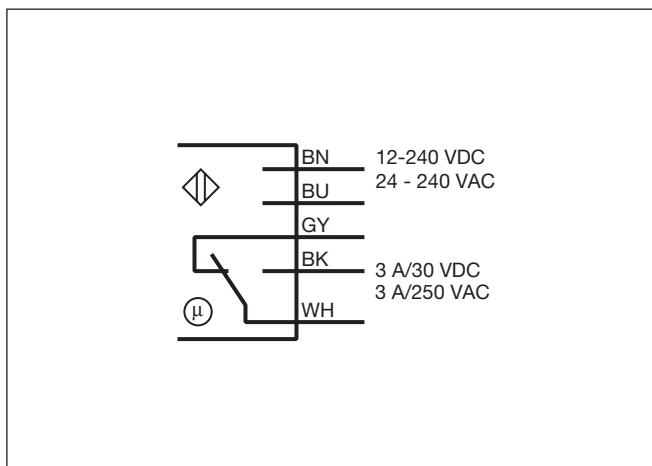 BN 12-240 VDC
24 - 240 VAC
BU
GY
BK 3 A/30 VDC
3 A/250 VAC
µ WH